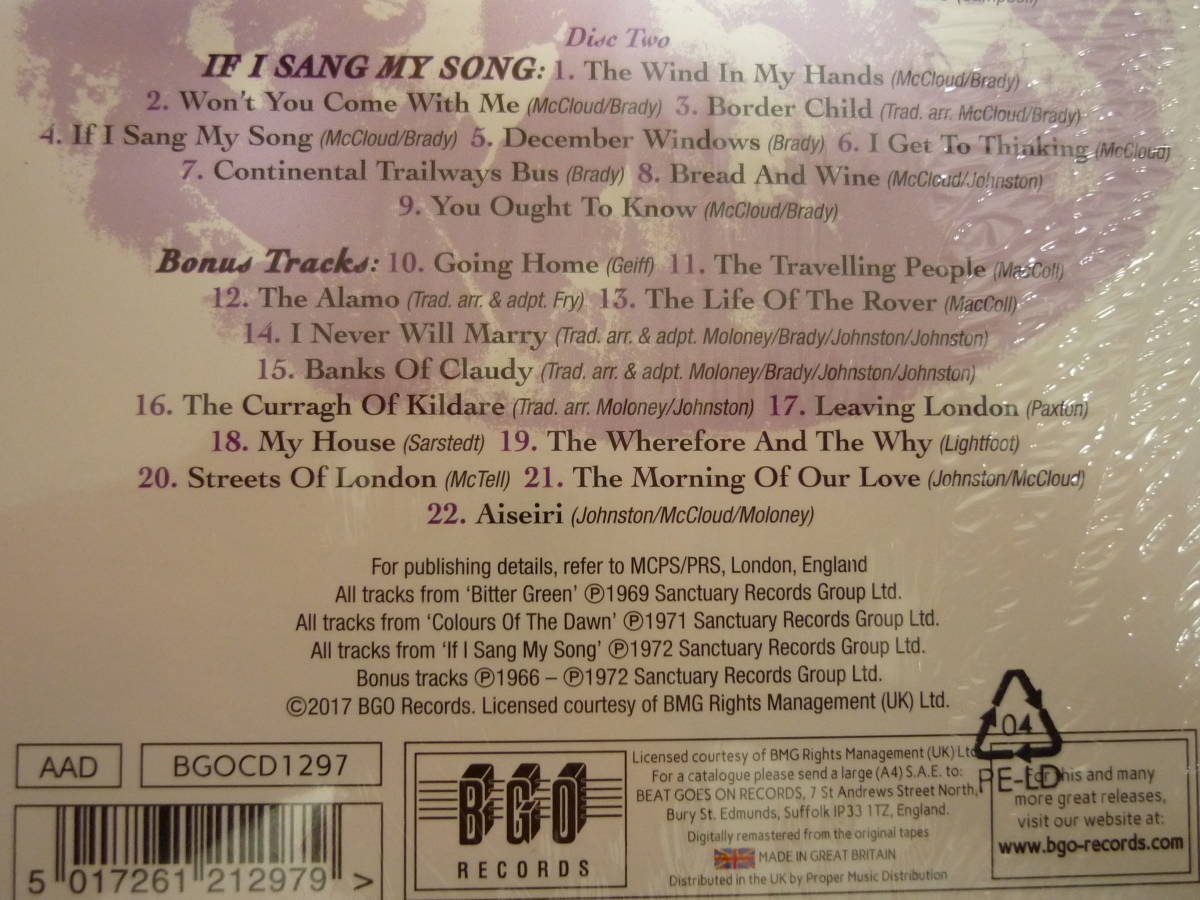 Disc Two
IF I SANG MY SONG: 1. The Wind In My Hands (McCloud/Brady)
2. Won't You Come With Me (McCloud/Brady) 3. Border Child (Trad. arr. McCloud/Brady)
4. If I Sang My Song (McCloud/Brady) 5. December Windows (Brady) 6. I Get To Thinking (McCloud)
7. Continental Trailways Bus (Brady) 8. Bread And Wine (McCloud/Johnston)
9. You Ought To Know (McCloud/Brady)
Bonus Tracks: 10. Going Home (Geiff) 11. The Travelling People (MacColl)
12. The Alamo (Trad. arr. & adpt. Fry) 13. The Life Of The Rover (MacColl)
14. I Never Will Marry (Trad. arr. & adpt. Moloney/Brady/Johnston/Johnston)
15. Banks Of Claudy (Trad. arr. & adpt. Moloney/Brady/Johnston/Johnston)
16. The Curragh Of Kildare (Trad. arr. Moloney/Johnston) 17. Leaving London (Paxton)
18. My House (Sarstedt) 19. The Wherefore And The Why (Lightfoot)
20. Streets Of London (McTell) 21. The Morning Of Our Love (Johnston/McCloud)
22. Aiseiri (Johnston/McCloud/Moloney)
For publishing details, refer to MCPS/PRS, London, England
All tracks from 'Bitter Green' ℗1969 Sanctuary Records Group Ltd.
All tracks from 'Colours Of The Dawn' ℗1971 Sanctuary Records Group Ltd.
All tracks from 'If I Sang My Song' ℗1972 Sanctuary Records Group Ltd.
Bonus tracks ℗1966 – ℗1972 Sanctuary Records Group Ltd.
©2017 BGO Records. Licensed courtesy of BMG Rights Management (UK) Ltd.
AAD
BGOCD1297
5 017261 212979 >
BGO
RECORDS
Licensed courtesy of BMG Rights Management (UK) Ltd
For a catalogue please send a large (A4) S.A.E. to:
BEAT GOES ON RECORDS, 7 St Andrews Street North,
Bury St. Edmunds, Suffolk IP33 1TZ, England.
Digitally remastered from the original tapes
MADE IN GREAT BRITAIN
Distributed in the UK by Proper Music Distribution
04
PE-LD
For this and many
more great releases,
visit our website at:
www.bgo-records.com